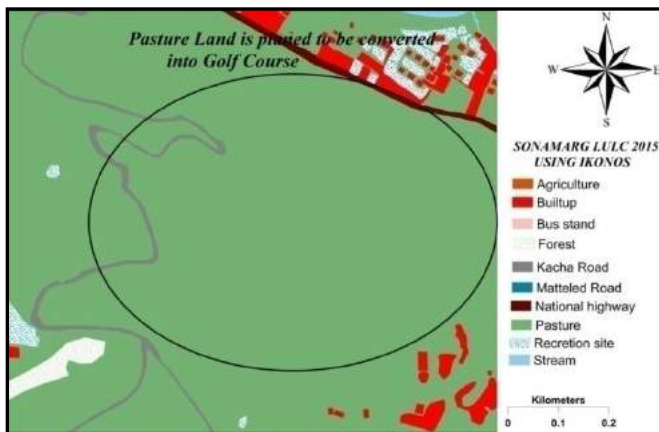 Pasture Land is planed to be converted
into Golf Course
N
W E
S
SONAMARG LULC 2015
USING IKONOS
Agriculture
Builtup
Bus stand
Forest
Kacha Road
Matteled Road
National highway
Pasture
Recretion site
Stream
Kilometers
0 0.1 0.2